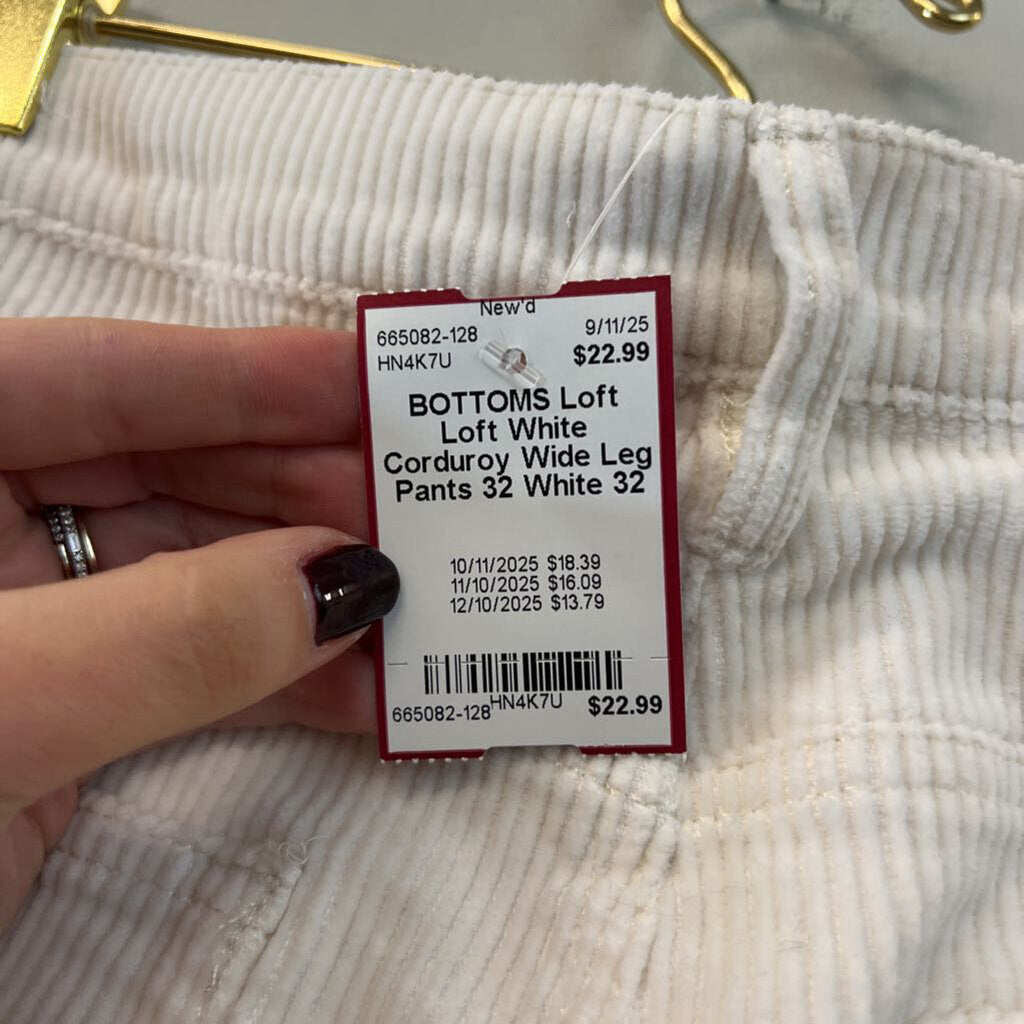 New'd
665082-128 9/11/25
HN4K7U $22.99
BOTTOMS Loft
Loft White
Corduroy Wide Leg
Pants 32 White 32
10/11/2025 $18.39
11/10/2025 $16.09
12/10/2025 $13.79
665082-128 HN4K7U $22.99